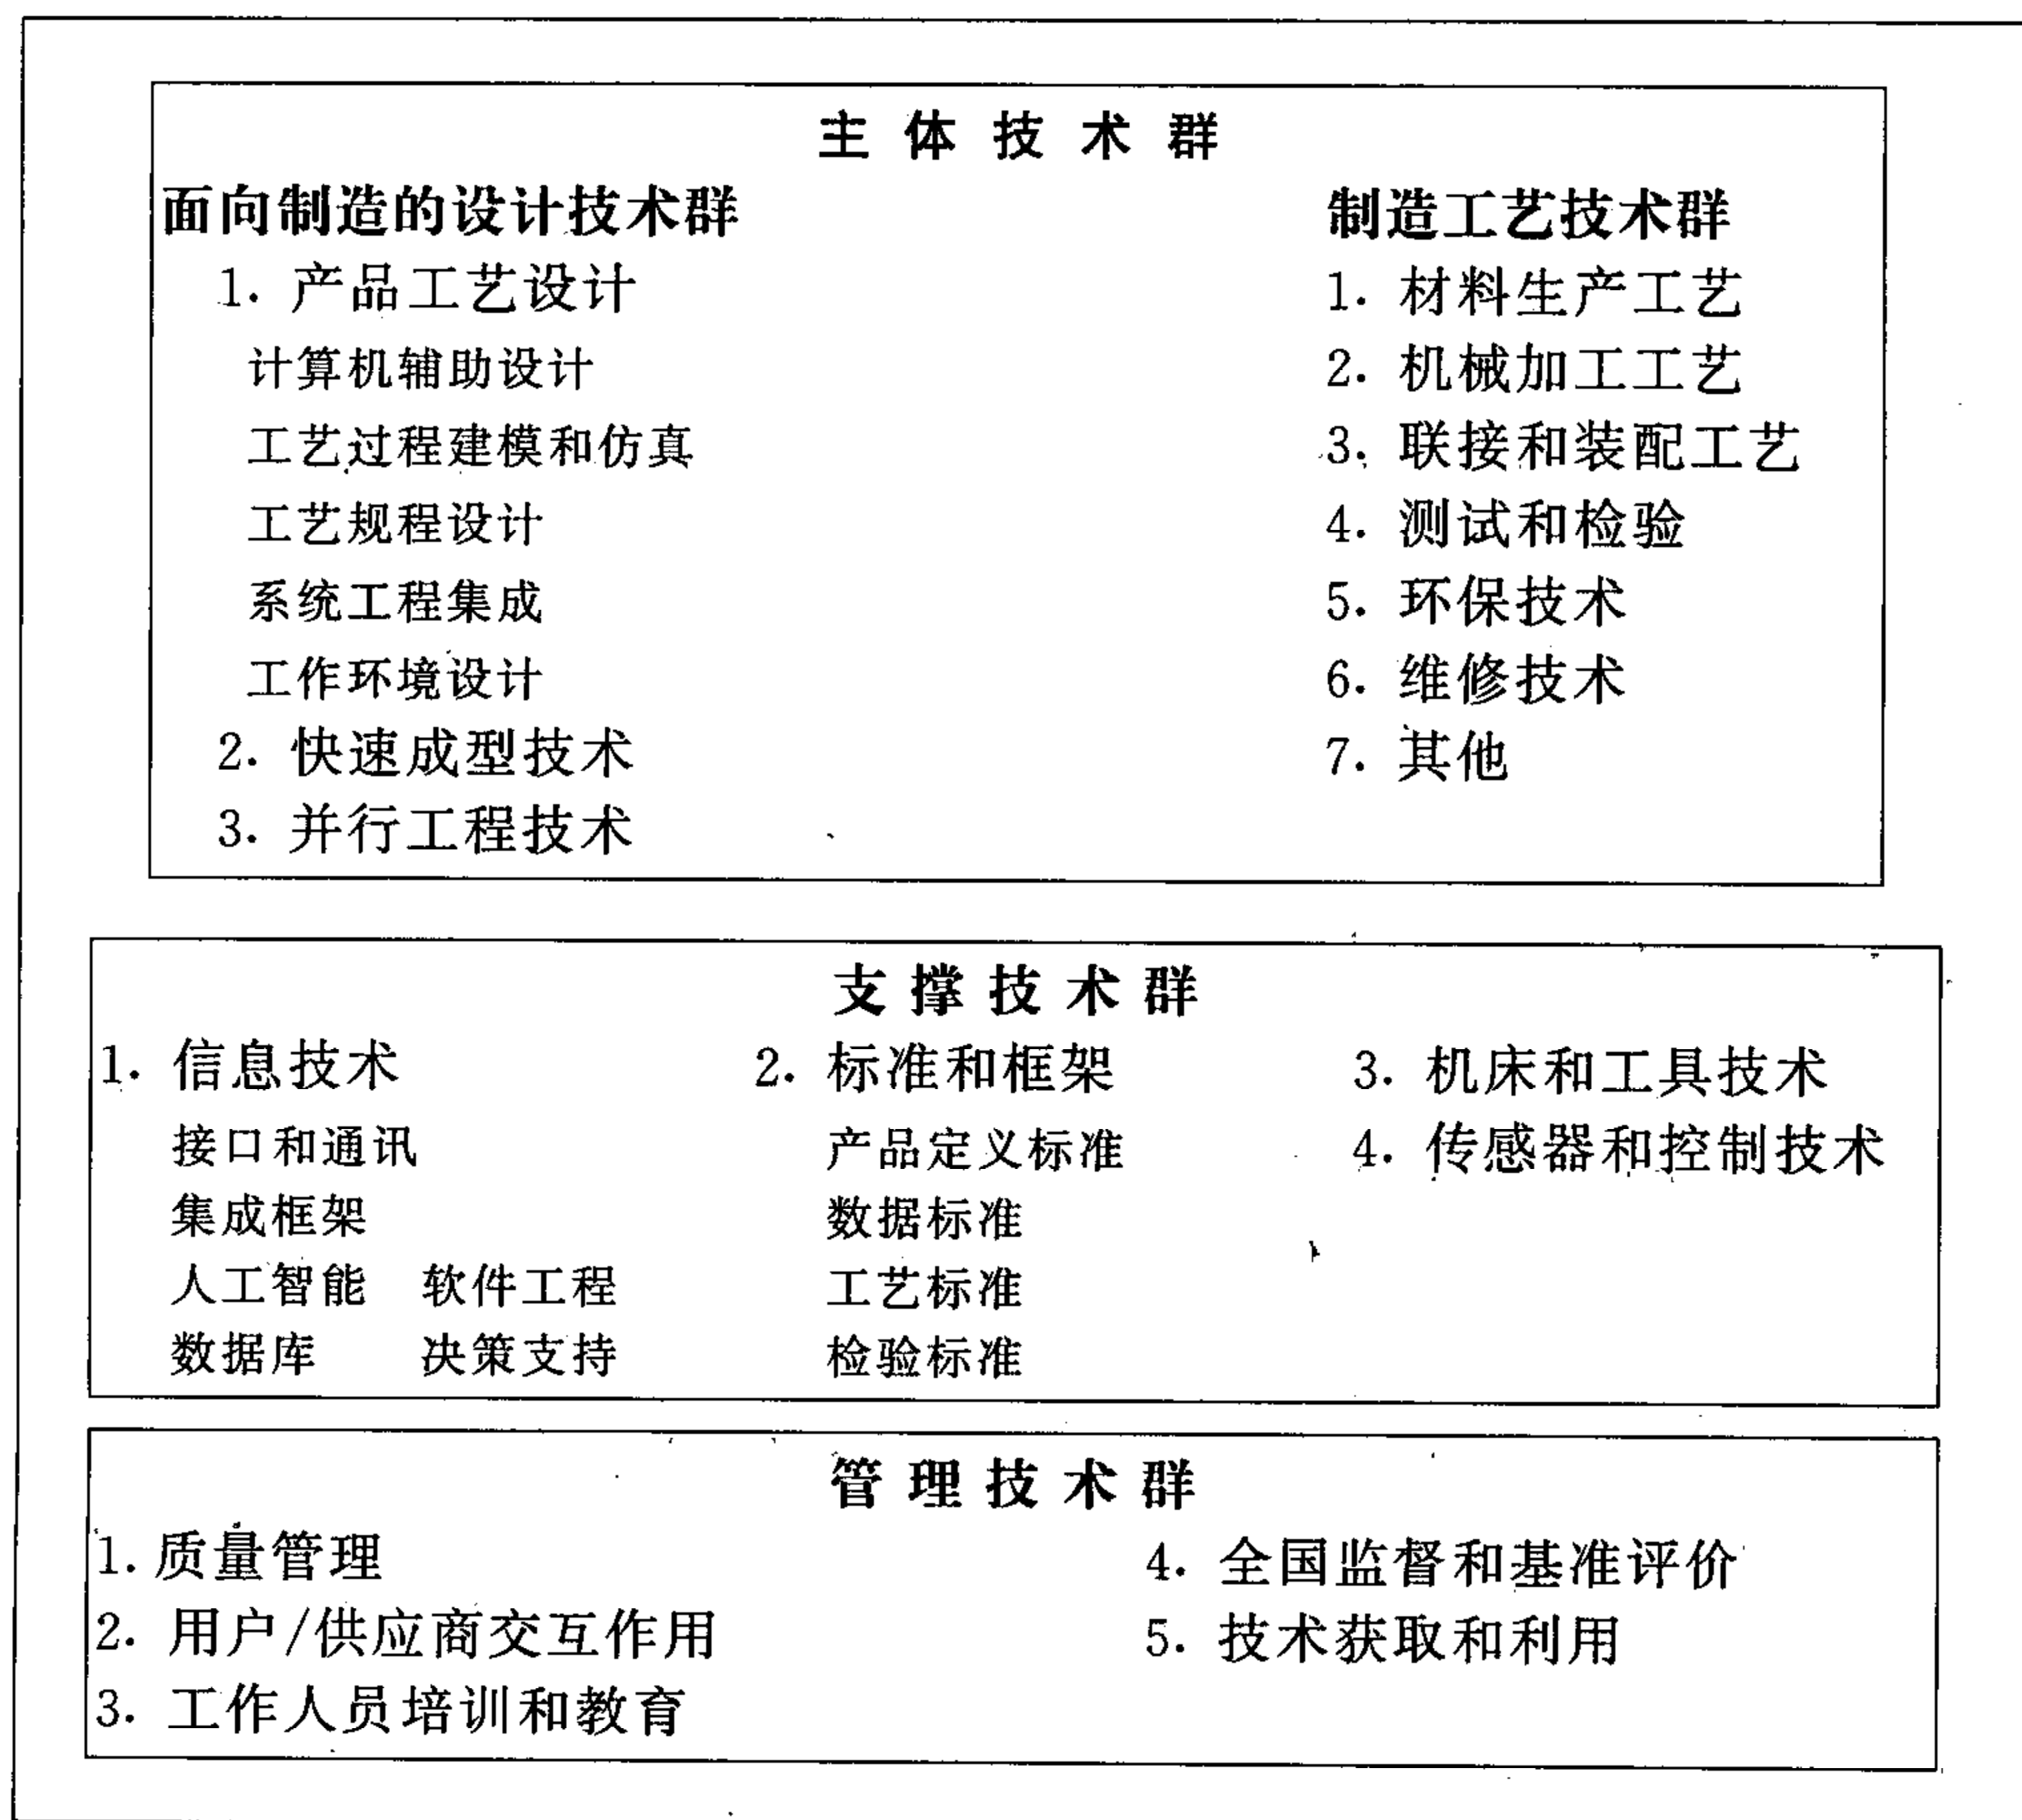 主体技术群
面向制造的设计技术群
1. 产品工艺设计
计算机辅助设计
工艺过程建模和仿真
工艺规程设计
系统工程集成
工作环境设计
2. 快速成型技术
3. 并行工程技术
制造工艺技术群
1. 材料生产工艺
2. 机械加工工艺
3. 联接和装配工艺
4. 测试和检验
5. 环保技术
6. 维修技术
7. 其他
支撑技术群
1. 信息技术
接口和通讯
集成框架
人工智能 软件工程
数据库 决策支持
2. 标准和框架
产品定义标准
数据标准
工艺标准
检验标准
3. 机床和工具技术
4. 传感器和控制技术
管理技术群
1. 质量管理
2. 用户/供应商交互作用
3. 工作人员培训和教育
4. 全国监督和基准评价
5. 技术获取和利用